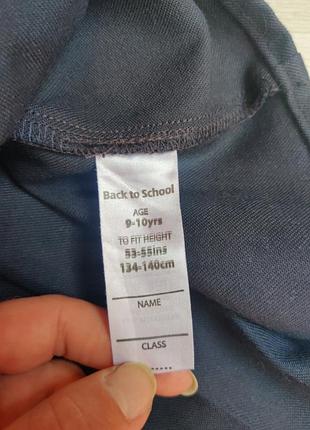 Back to School
AGE
9-10yrs
TO FIT HEIGHT
53-55ins
134-140cm
NAME
CLASS